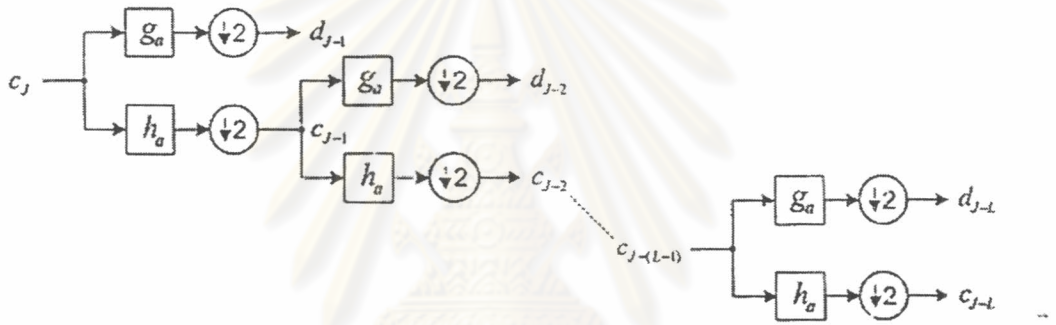 g_a ↓2 d_{J-1}
c_J
g_a ↓2 d_{J-2}
h_a ↓2 c_{J-1}
h_a ↓2 c_{J-2}
g_a ↓2 d_{J-L}
c_{J-(L-1)}
h_a ↓2 c_{J-L}